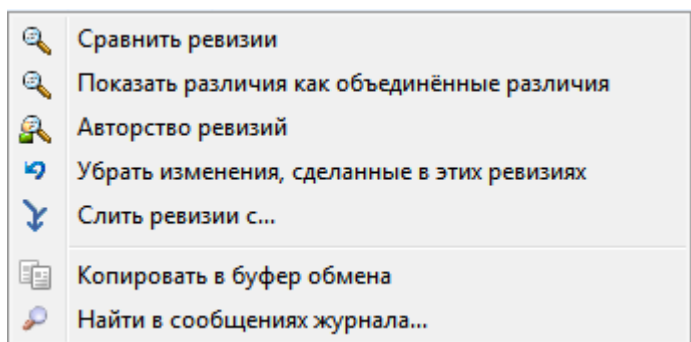 Сравнить ревизии
Показать различия как объединённые различия
Авторство ревизий
Убрать изменения, сделанные в этих ревизиях
Слить ревизии с...
Копировать в буфер обмена
Найти в сообщениях журнала...